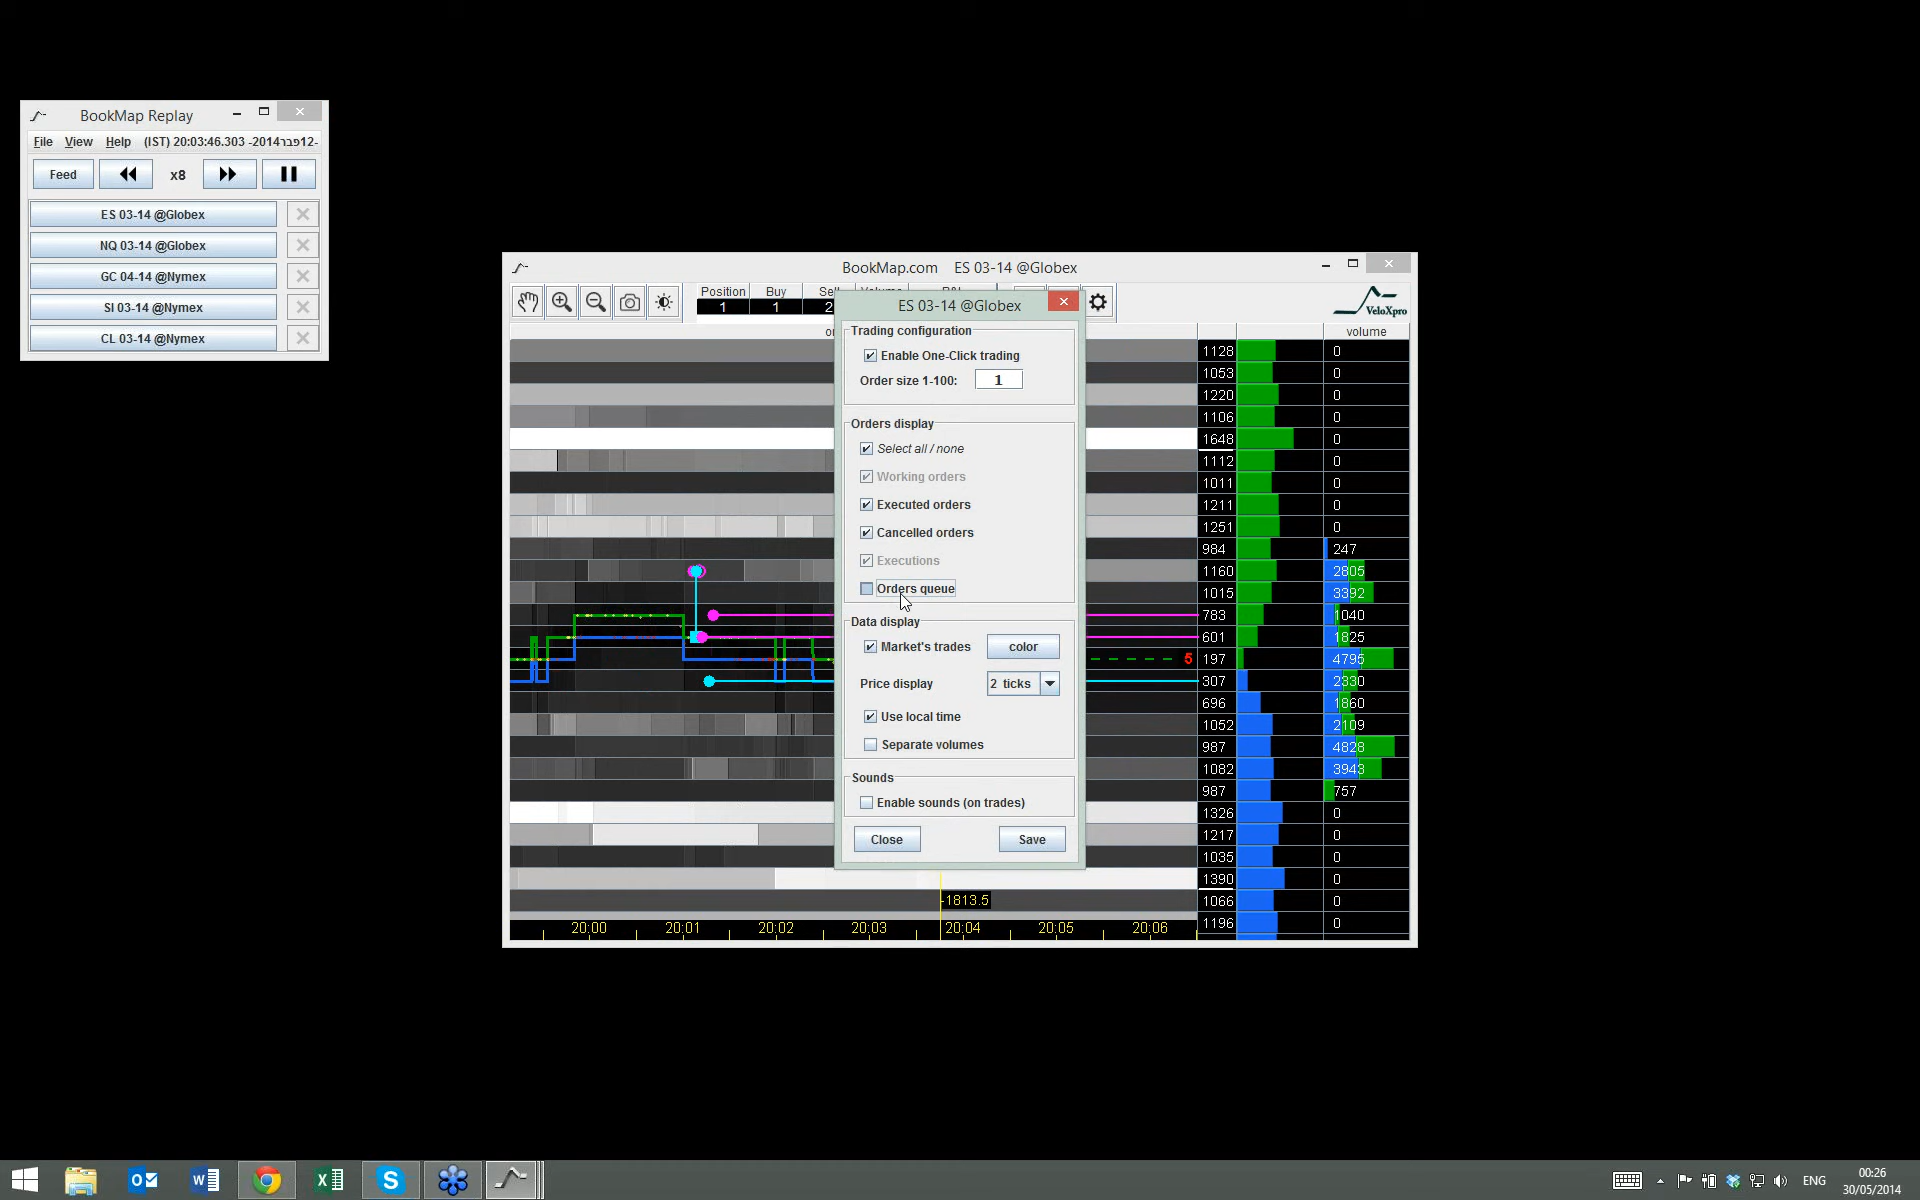 BookMap Replay
File View Help (IST) 20:03:46.303 -2014פבר12-
Feed x8
ES 03-14 @Globex
NQ 03-14 @Globex
GC 04-14 @Nymex
SI 03-14 @Nymex
CL 03-14 @Nymex
BookMap.com ES 03-14 @Globex
Position Buy
1 1 2
VeloXpro
volume
ES 03-14 @Globex
Trading configuration
Enable One-Click trading
Order size 1-100: 1
Orders display
Select all / none
Working orders
Executed orders
Cancelled orders
Executions
Orders queue
Data display
Market's trades color
Price display 2 ticks
Use local time
Separate volumes
Sounds
Enable sounds (on trades)
Close Save
1128 0
1053 0
1220 0
1106 0
1648 0
1112 0
1011 0
1211 0
1251 0
984 247
1160 2805
1015 3392
783 1040
601 1825
5 197 4795
307 2330
696 1860
1052 2109
987 4828
1082 3943
987 757
1326 0
1217 0
1035 0
1390 0
1066 0
1196 0
1813.5
20:00 20:01 20:02 20:03 20:04 20:05 20:06
ENG
00:26
30/05/2014